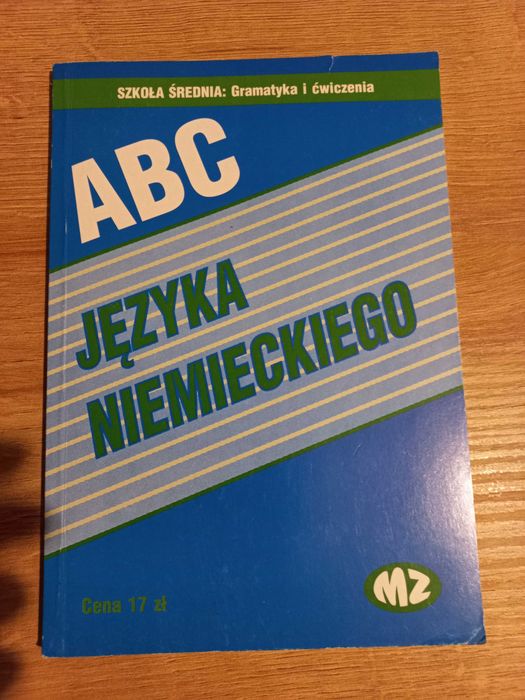 SZKOŁA ŚREDNIA: Gramatyka i ćwiczenia
ABC
JĘZYKA
NIEMIECKIEGO
Cena 17 zł
MZ